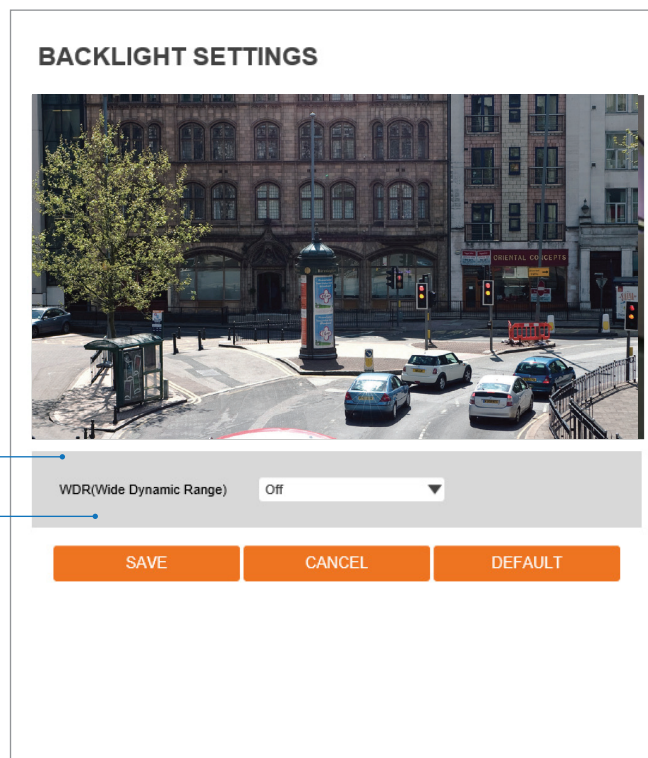 BACKLIGHT SETTINGS
ORIENTAL CONCEPTS
WDR(Wide Dynamic Range) Off
SAVE CANCEL DEFAULT